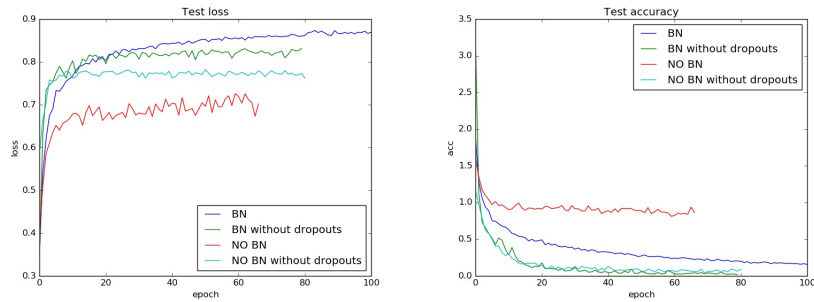 Test loss
0.9
0.8
0.7
0.6
0.5
0.4
0.3
loss
0
20
40
60
80
100
epoch
BN
BN without dropouts
NO BN
NO BN without dropouts
Test accuracy
3.5
3.0
2.5
2.0
1.5
1.0
0.5
0.0
acc
0
20
40
60
80
100
epoch
BN
BN without dropouts
NO BN
NO BN without dropouts